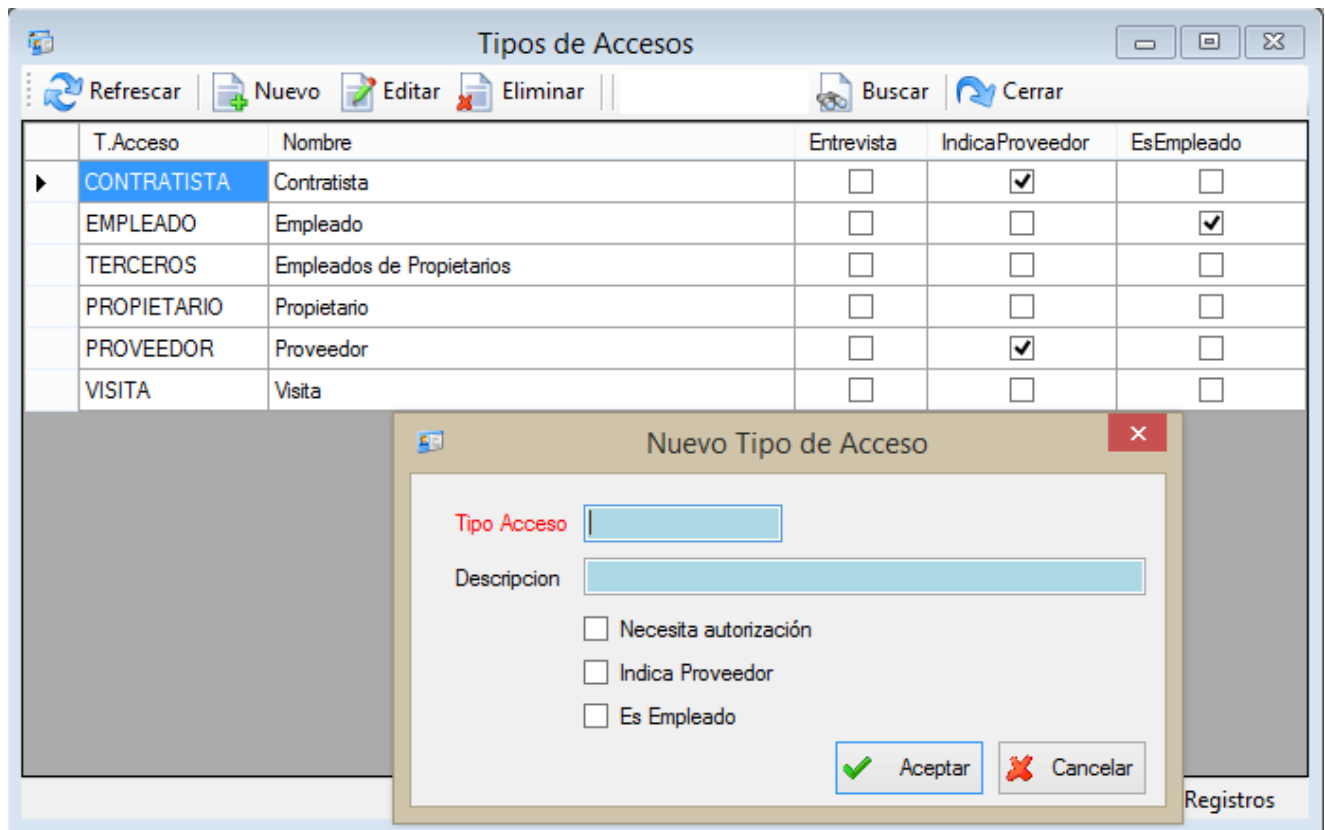 Tipos de Accesos
Refrescar Nuevo Editar Eliminar Buscar Cerrar
T.Acceso Nombre Entrevista IndicaProveedor EsEmpleado
CONTRATISTA Contratista
EMPLEADO Empleado
TERCEROS Empleados de Propietarios
PROPIETARIO Propietario
PROVEEDOR Proveedor
VISITA Visita
Nuevo Tipo de Acceso
Tipo Acceso
Descripcion
Necesita autorización
Indica Proveedor
Es Empleado
Aceptar Cancelar
Registros